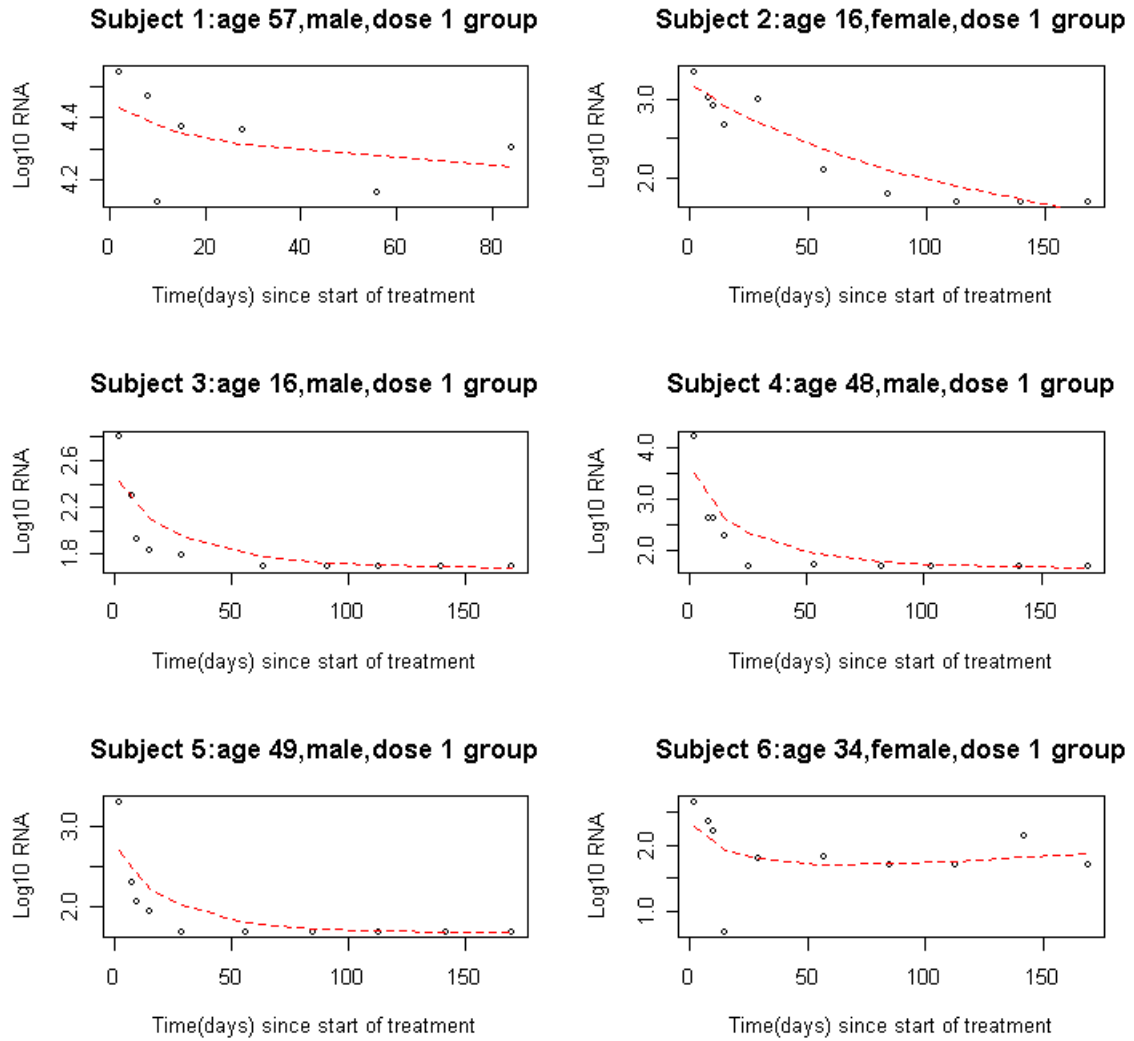 Subject 1:age 57,male,dose 1 group
Log10 RNA
4.4
4.2
0 20 40 60 80
Time(days) since start of treatment
Subject 2:age 16,female,dose 1 group
Log10 RNA
3.0
2.0
0 50 100 150
Time(days) since start of treatment
Subject 3:age 16,male,dose 1 group
Log10 RNA
2.6
2.2
1.8
0 50 100 150
Time(days) since start of treatment
Subject 4:age 48,male,dose 1 group
Log10 RNA
4.0
3.0
2.0
0 50 100 150
Time(days) since start of treatment
Subject 5:age 49,male,dose 1 group
Log10 RNA
3.0
2.0
0 50 100 150
Time(days) since start of treatment
Subject 6:age 34,female,dose 1 group
Log10 RNA
2.0
1.0
0 50 100 150
Time(days) since start of treatment